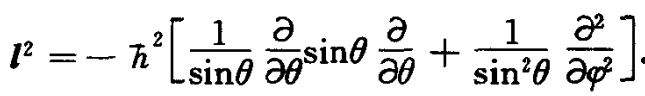 l² = − ħ² [ 1/sinθ ∂/∂θ sinθ ∂/∂θ + 1/sin²θ ∂²/∂φ² ].